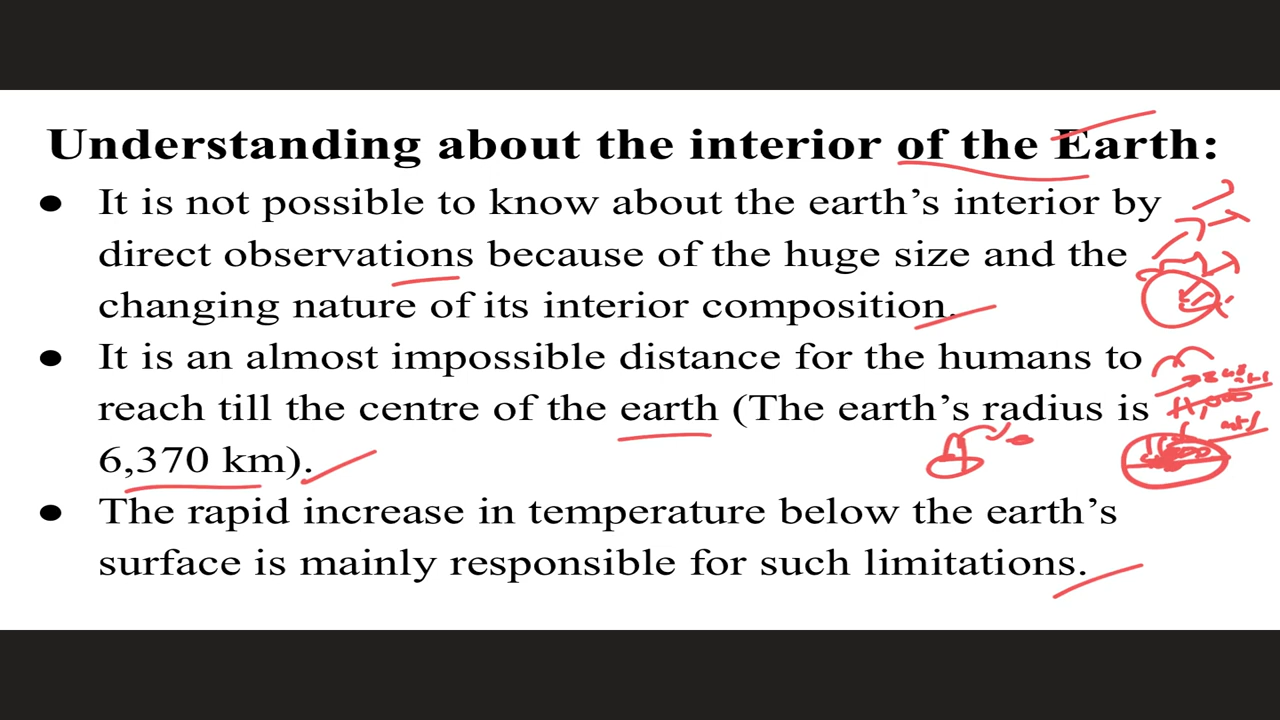 Understanding about the interior of the Earth:
● It is not possible to know about the earth’s interior by
direct observations because of the huge size and the
changing nature of its interior composition.
● It is an almost impossible distance for the humans to
reach till the centre of the earth (The earth’s radius is
6,370 km).
● The rapid increase in temperature below the earth’s
surface is mainly responsible for such limitations.